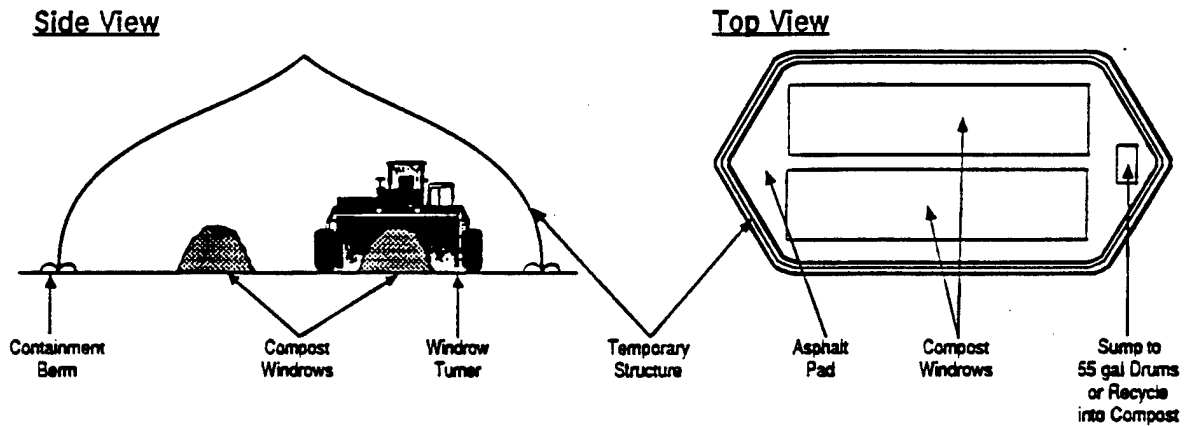 Side View
Top View
Containment
Berm
Compost
Windrows
Windrow
Turner
Temporary
Structure
Asphalt
Pad
Compost
Windrows
Sump to
55 gal Drums
or Recycle
into Compost